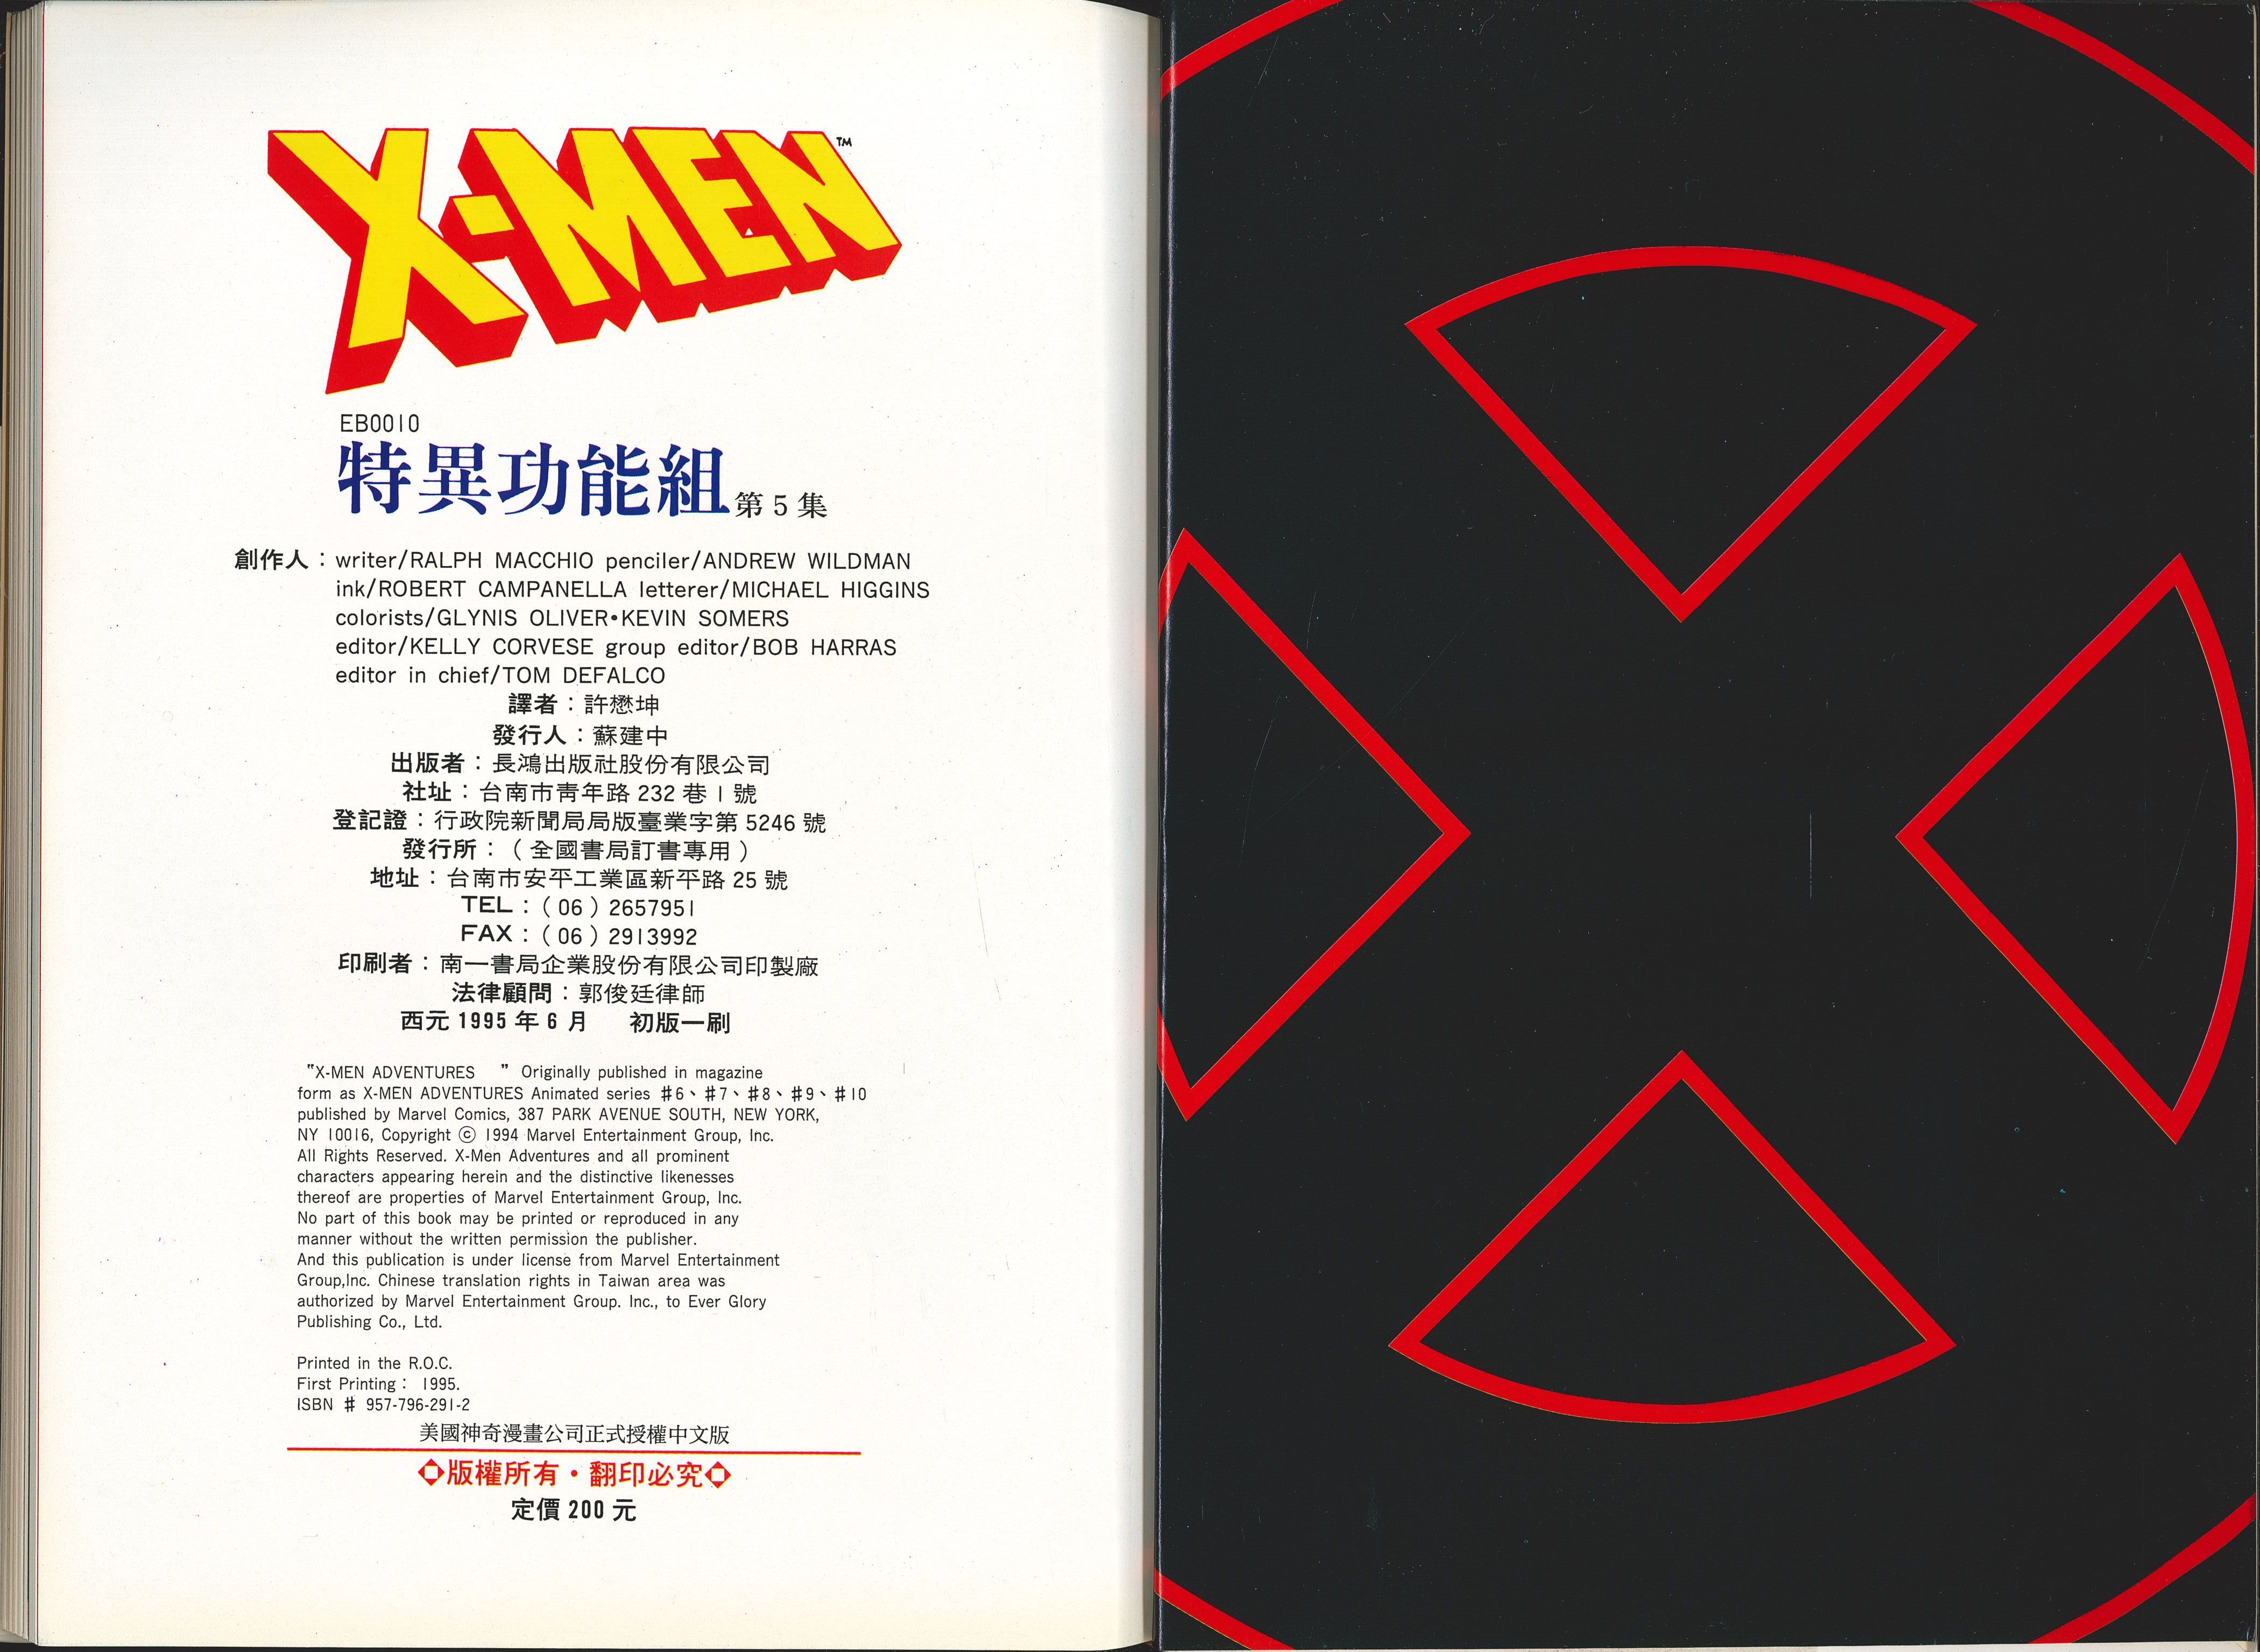 X-MEN™
EB0010
特異功能組 第5集
創作人：writer/RALPH MACCHIO penciler/ANDREW WILDMAN
ink/ROBERT CAMPANELLA letterer/MICHAEL HIGGINS
colorists/GLYNIS OLIVER•KEVIN SOMERS
editor/KELLY CORVESE group editor/BOB HARRAS
editor in chief/TOM DEFALCO
譯者：許懋坤
發行人：蘇建中
出版者：長鴻出版社股份有限公司
社址：台南市青年路 232 巷 1 號
登記證：行政院新聞局局版臺業字第 5246 號
發行所：（全國書局訂書專用）
地址：台南市安平工業區新平路 25 號
TEL：（06）2657951
FAX：（06）2913992
印刷者：南一書局企業股份有限公司印製廠
法律顧問：郭俊廷律師
西元 1995 年 6 月　初版一刷
"X-MEN ADVENTURES " Originally published in magazine
form as X-MEN ADVENTURES Animated series #6、#7、#8、#9、#10
published by Marvel Comics, 387 PARK AVENUE SOUTH, NEW YORK,
NY 10016, Copyright © 1994 Marvel Entertainment Group, Inc.
All Rights Reserved. X-Men Adventures and all prominent
characters appearing herein and the distinctive likenesses
thereof are properties of Marvel Entertainment Group, Inc.
No part of this book may be printed or reproduced in any
manner without the written permission the publisher.
And this publication is under license from Marvel Entertainment
Group,Inc. Chinese translation rights in Taiwan area was
authorized by Marvel Entertainment Group. Inc., to Ever Glory
Publishing Co., Ltd.
Printed in the R.O.C.
First Printing： 1995.
ISBN # 957-796-291-2
美國神奇漫畫公司正式授權中文版
版權所有・翻印必究
定價 200 元